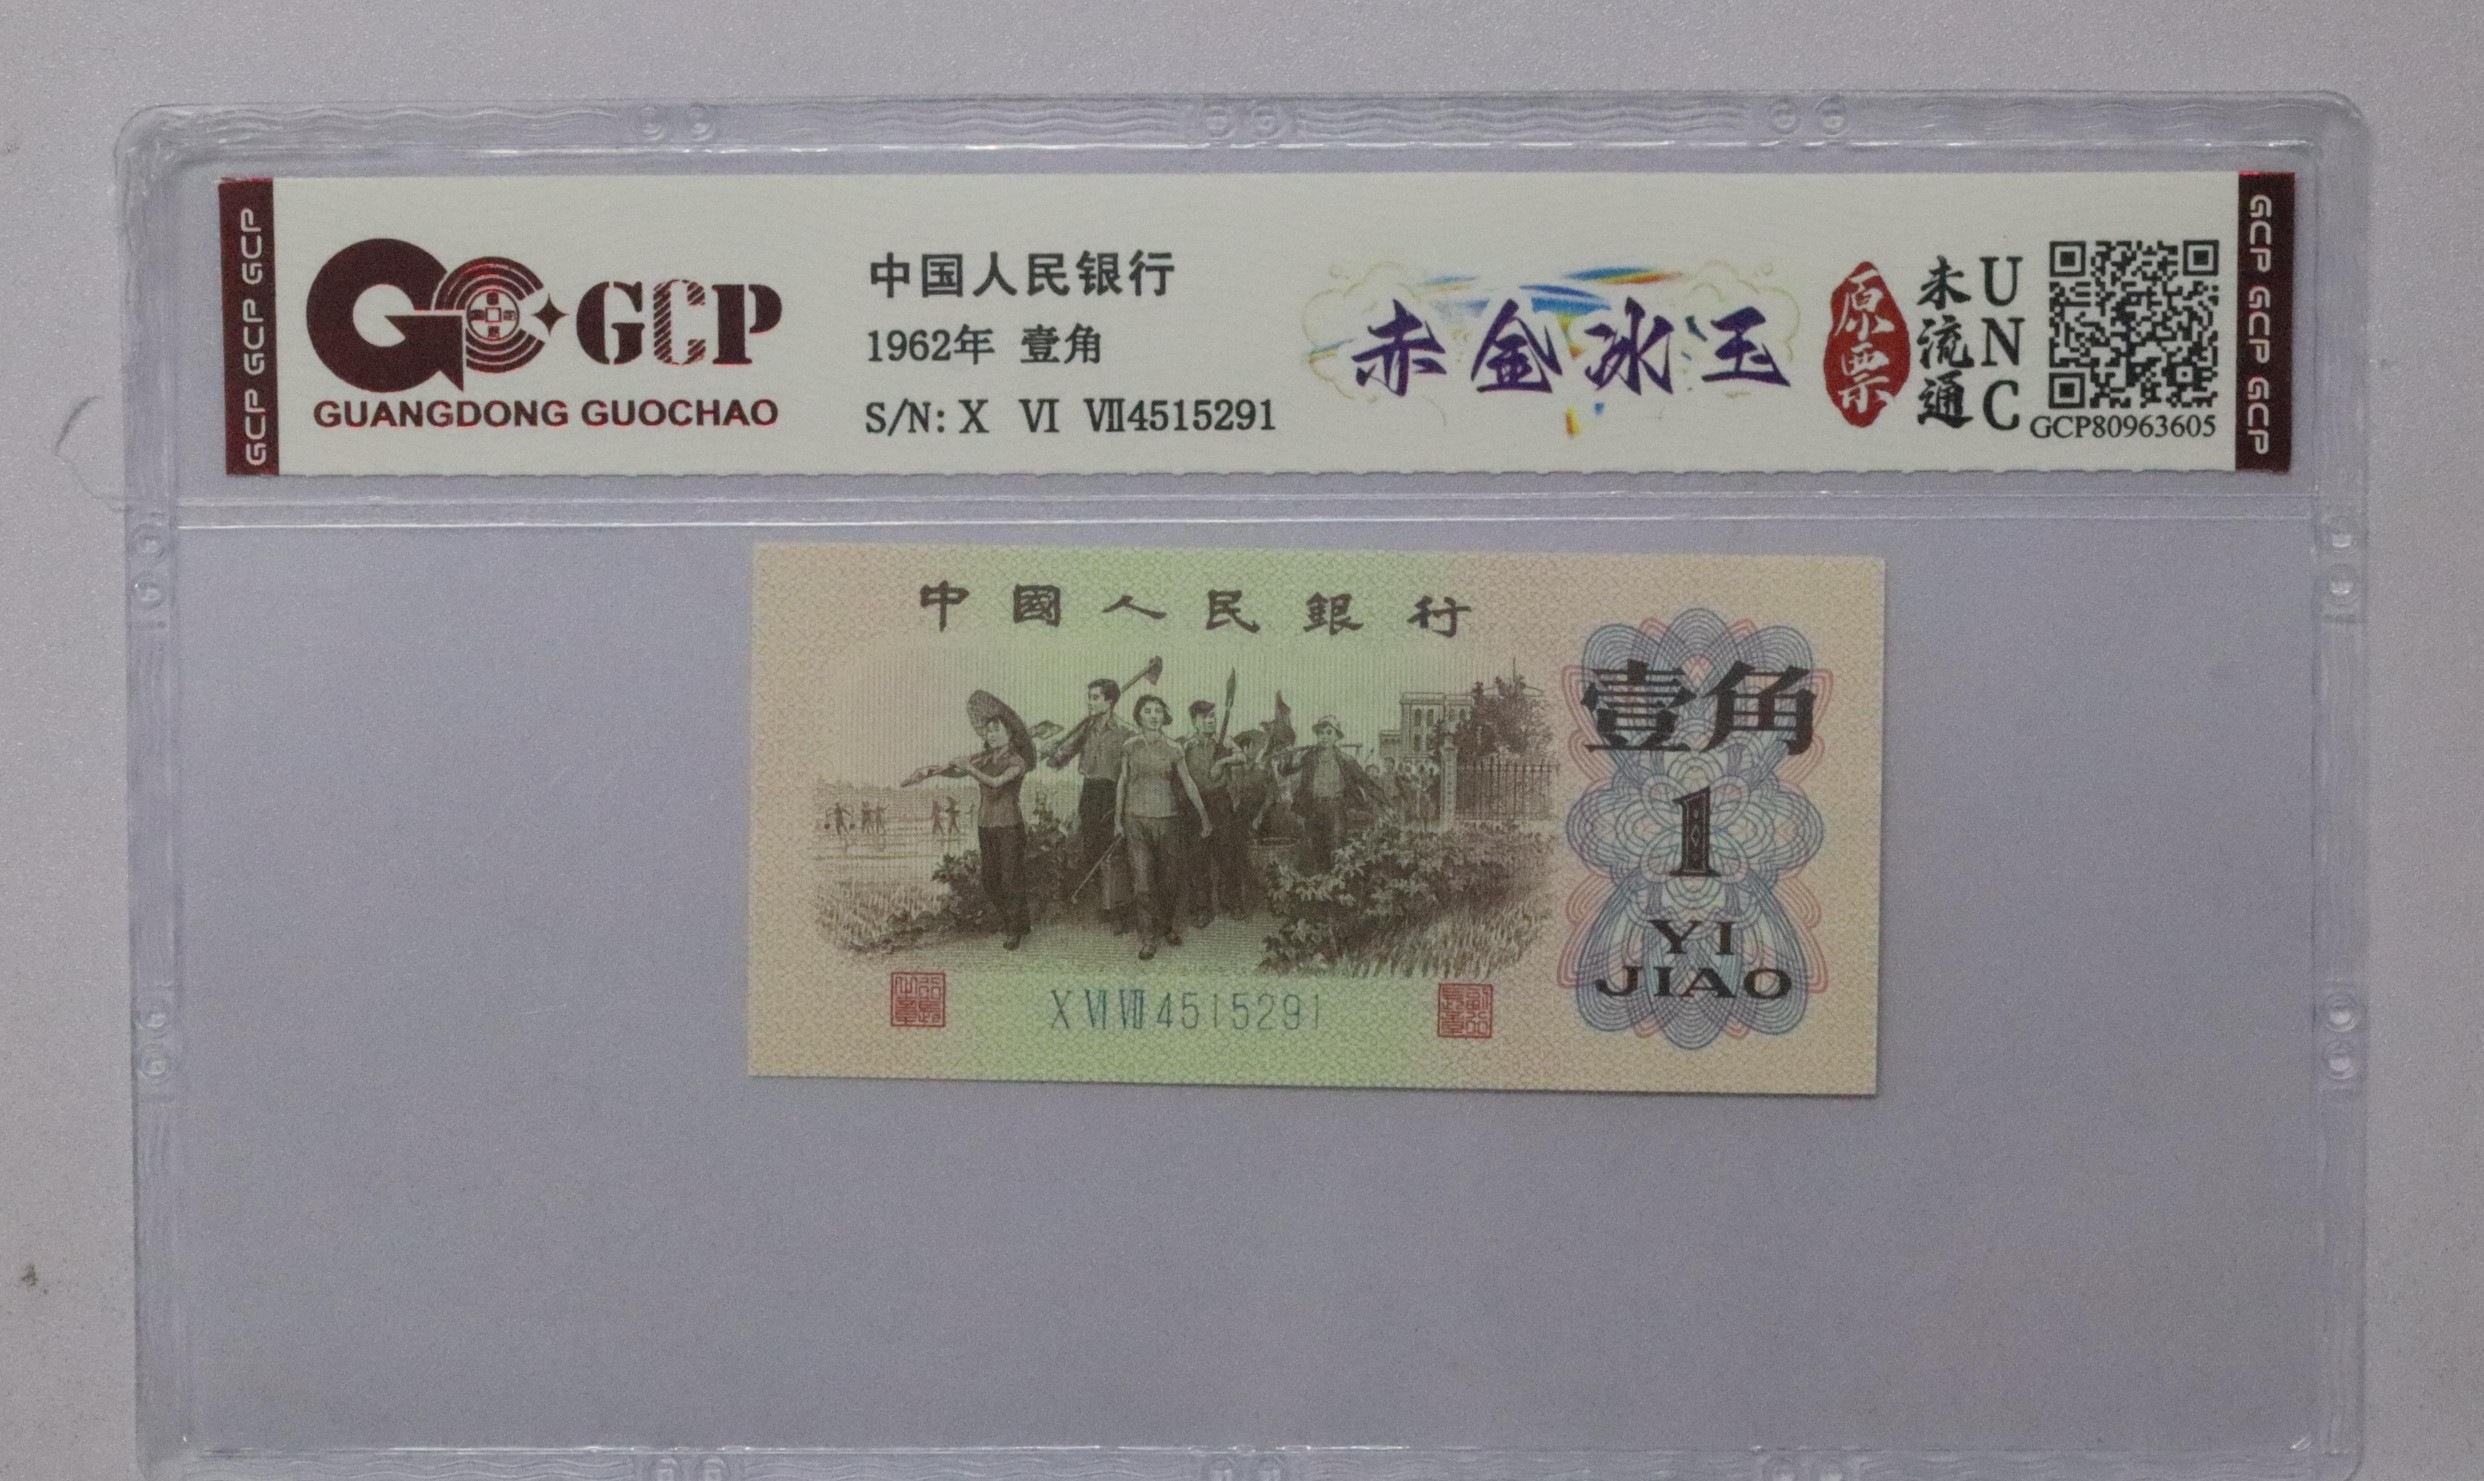 GCP GCP GCP GCP
GCP
GUANGDONG GUOCHAO
中国人民银行
1962年 壹角
S/N: X VI VII4515291
赤金冰玉
原票
未流通
UNC
GCP80963605
GCP GCP GCP
中國人民銀行
壹角
1
YI
JIAO
X VI VII 4515291